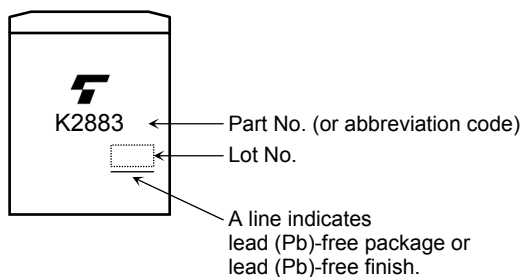 K2883
Part No. (or abbreviation code)
Lot No.
A line indicates
lead (Pb)-free package or
lead (Pb)-free finish.